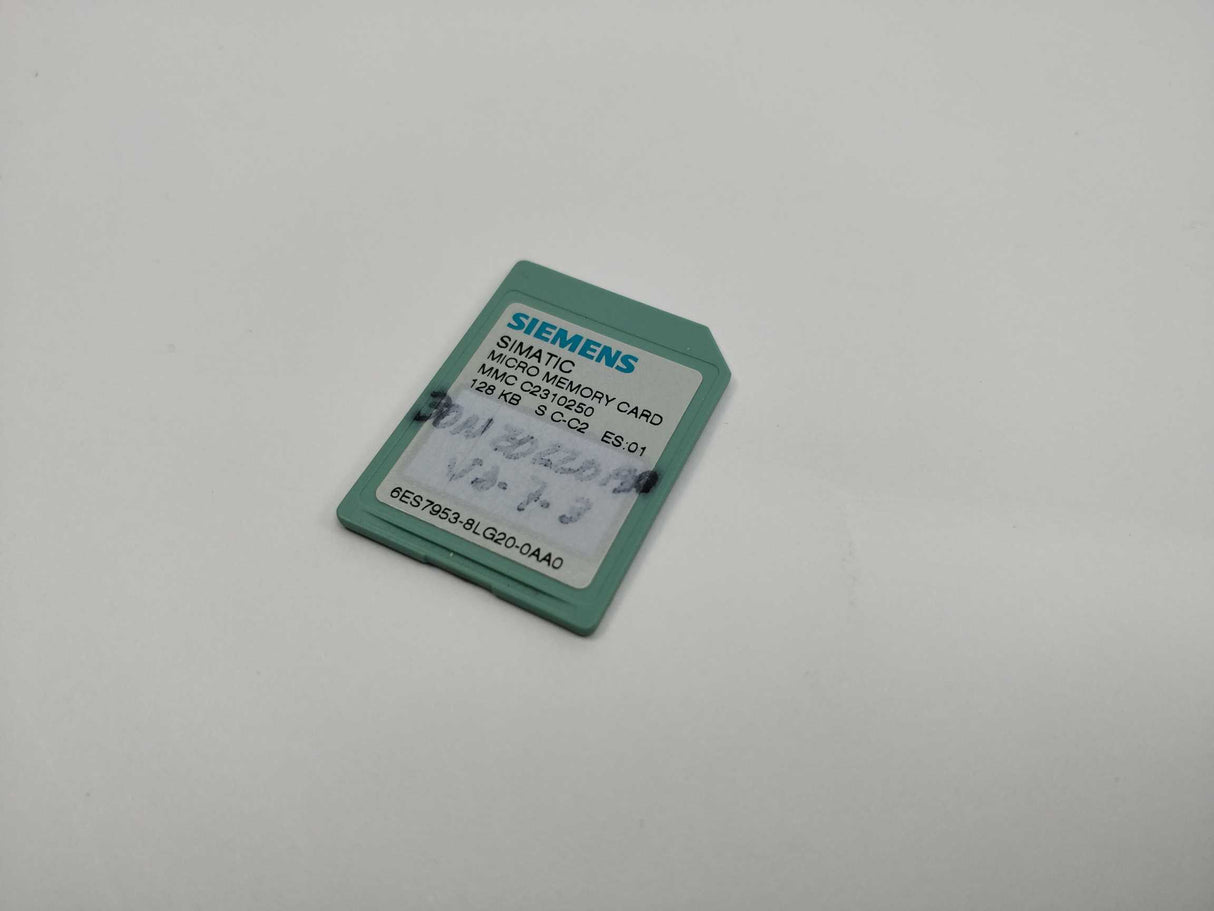 SIEMENS
SIMATIC
MICRO MEMORY CARD
MMC C2310250
128 KB S C-C2 ES:01
6ES7953-8LG20-0AA0